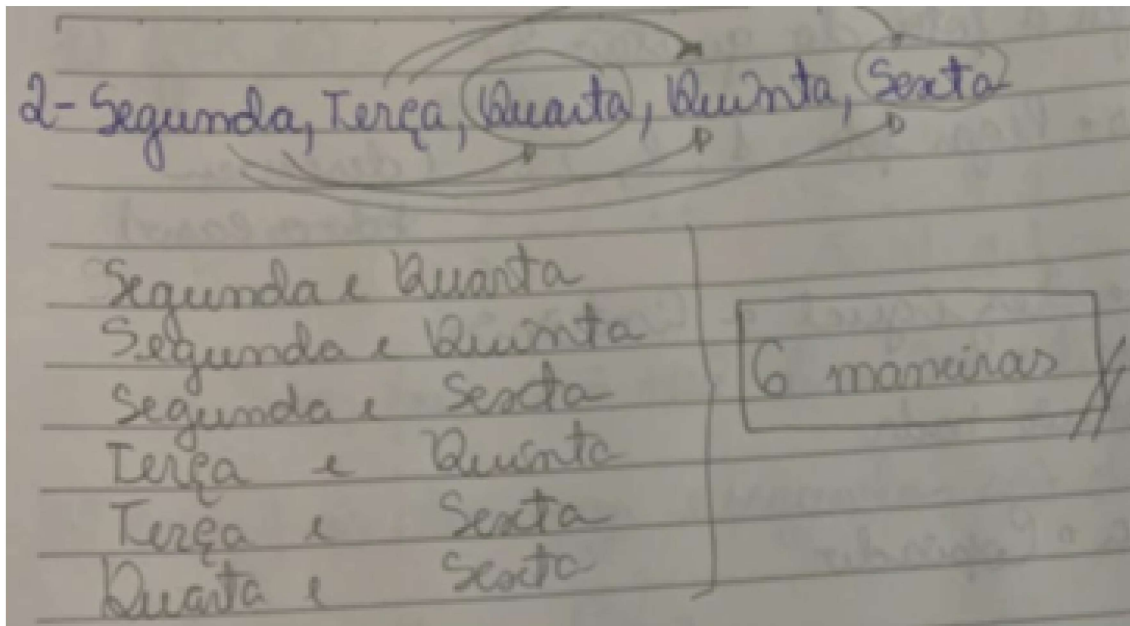 2- Segunda, Terça, Quarta, Quinta, Sexta
Segunda e Quarta
Segunda e Quinta
Segunda e Sexta
Terça e Quinta
Terça e Sexta
Quarta e Sexta
6 maneiras